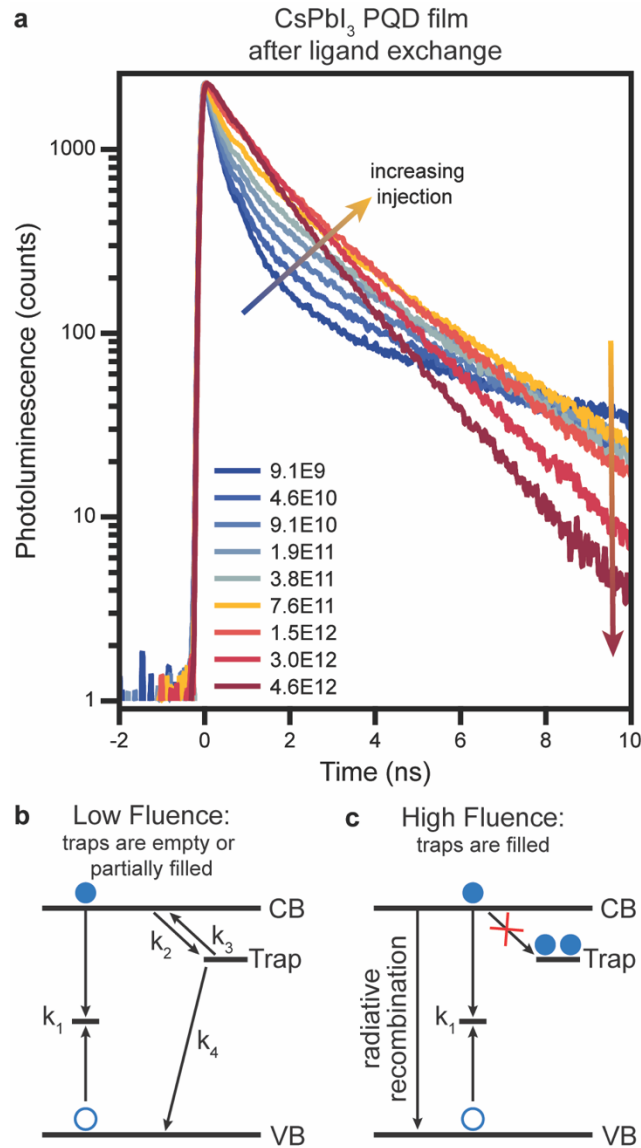 a
CsPbI₃ PQD film
after ligand exchange
Photoluminescence (counts)
1000
100
10
1
increasing
injection
9.1E9
4.6E10
9.1E10
1.9E11
3.8E11
7.6E11
1.5E12
3.0E12
4.6E12
-2
0
2
4
6
8
10
Time (ns)
b
Low Fluence:
traps are empty or
partially filled
CB
k₂
k₃
Trap
k₁
k₄
VB
c
High Fluence:
traps are filled
CB
Trap
radiative
recombination
k₁
VB